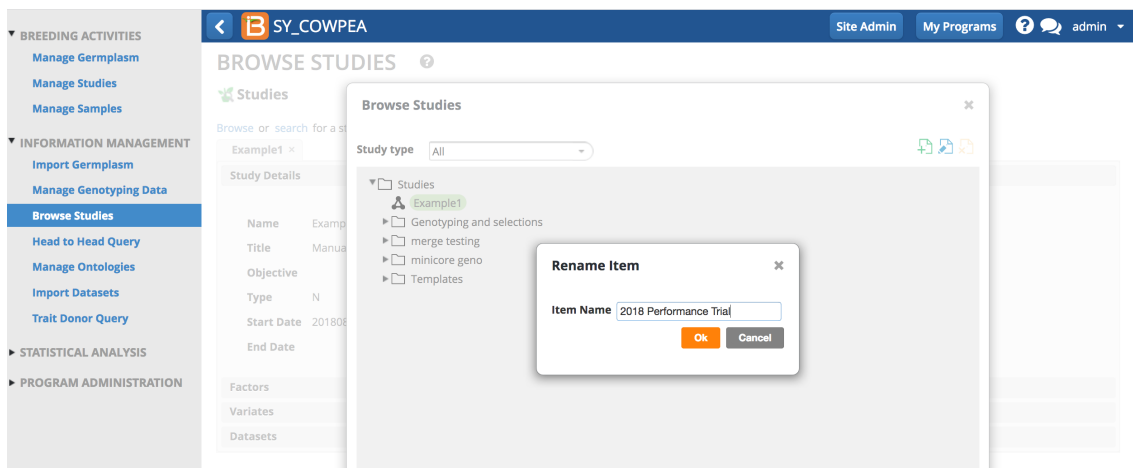 BREEDING ACTIVITIES
Manage Germplasm
Manage Studies
Manage Samples
INFORMATION MANAGEMENT
Import Germplasm
Manage Genotyping Data
Browse Studies
Head to Head Query
Manage Ontologies
Import Datasets
Trait Donor Query
STATISTICAL ANALYSIS
PROGRAM ADMINISTRATION
SY_COWPEA
Site Admin
My Programs
admin
BROWSE STUDIES
Studies
Browse or search for a st
Example1
Study Details
Name Examp
Title Manua
Objective
Type N
Start Date 201808
End Date
Factors
Variates
Datasets
Browse Studies
Study type All
Studies
Example1
Genotyping and selections
merge testing
minicore geno
Templates
Rename Item
Item Name 2018 Performance Trial
Ok Cancel